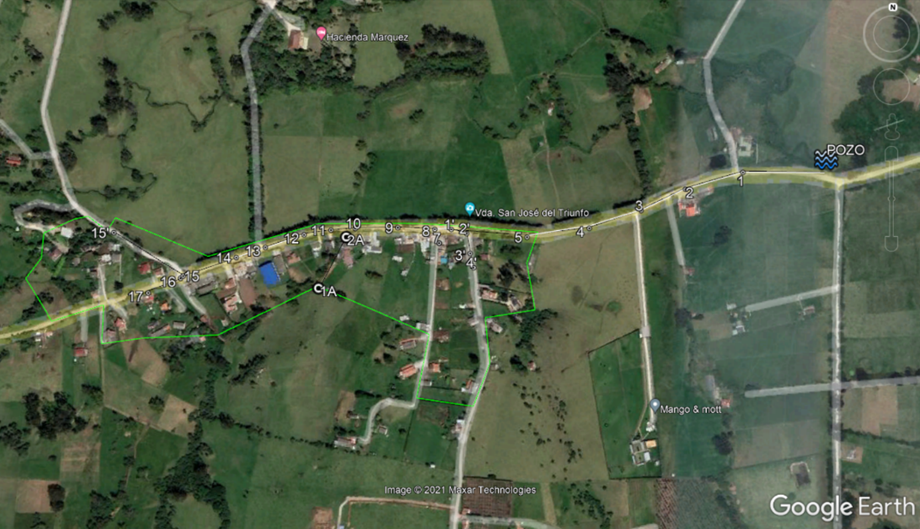 N
Hacienda Marquez
POZO
1
2
3
Vda. San José del Triunfo
4
5
1'
2'
3'
4'
7
8
9
10
11
12
13
14
15
15'
16
17
2A
1A
Mango & mott
Image © 2021 Maxar Technologies
Google Earth